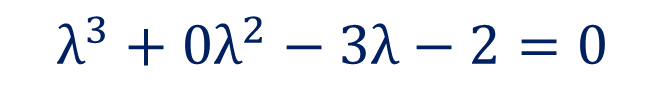 λ³ + 0λ² − 3λ − 2 = 0